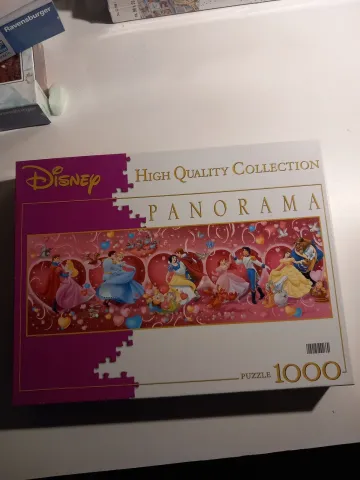 Ravensburger
DISNEY
HIGH QUALITY COLLECTION
PANORAMA
PUZZLE 1000